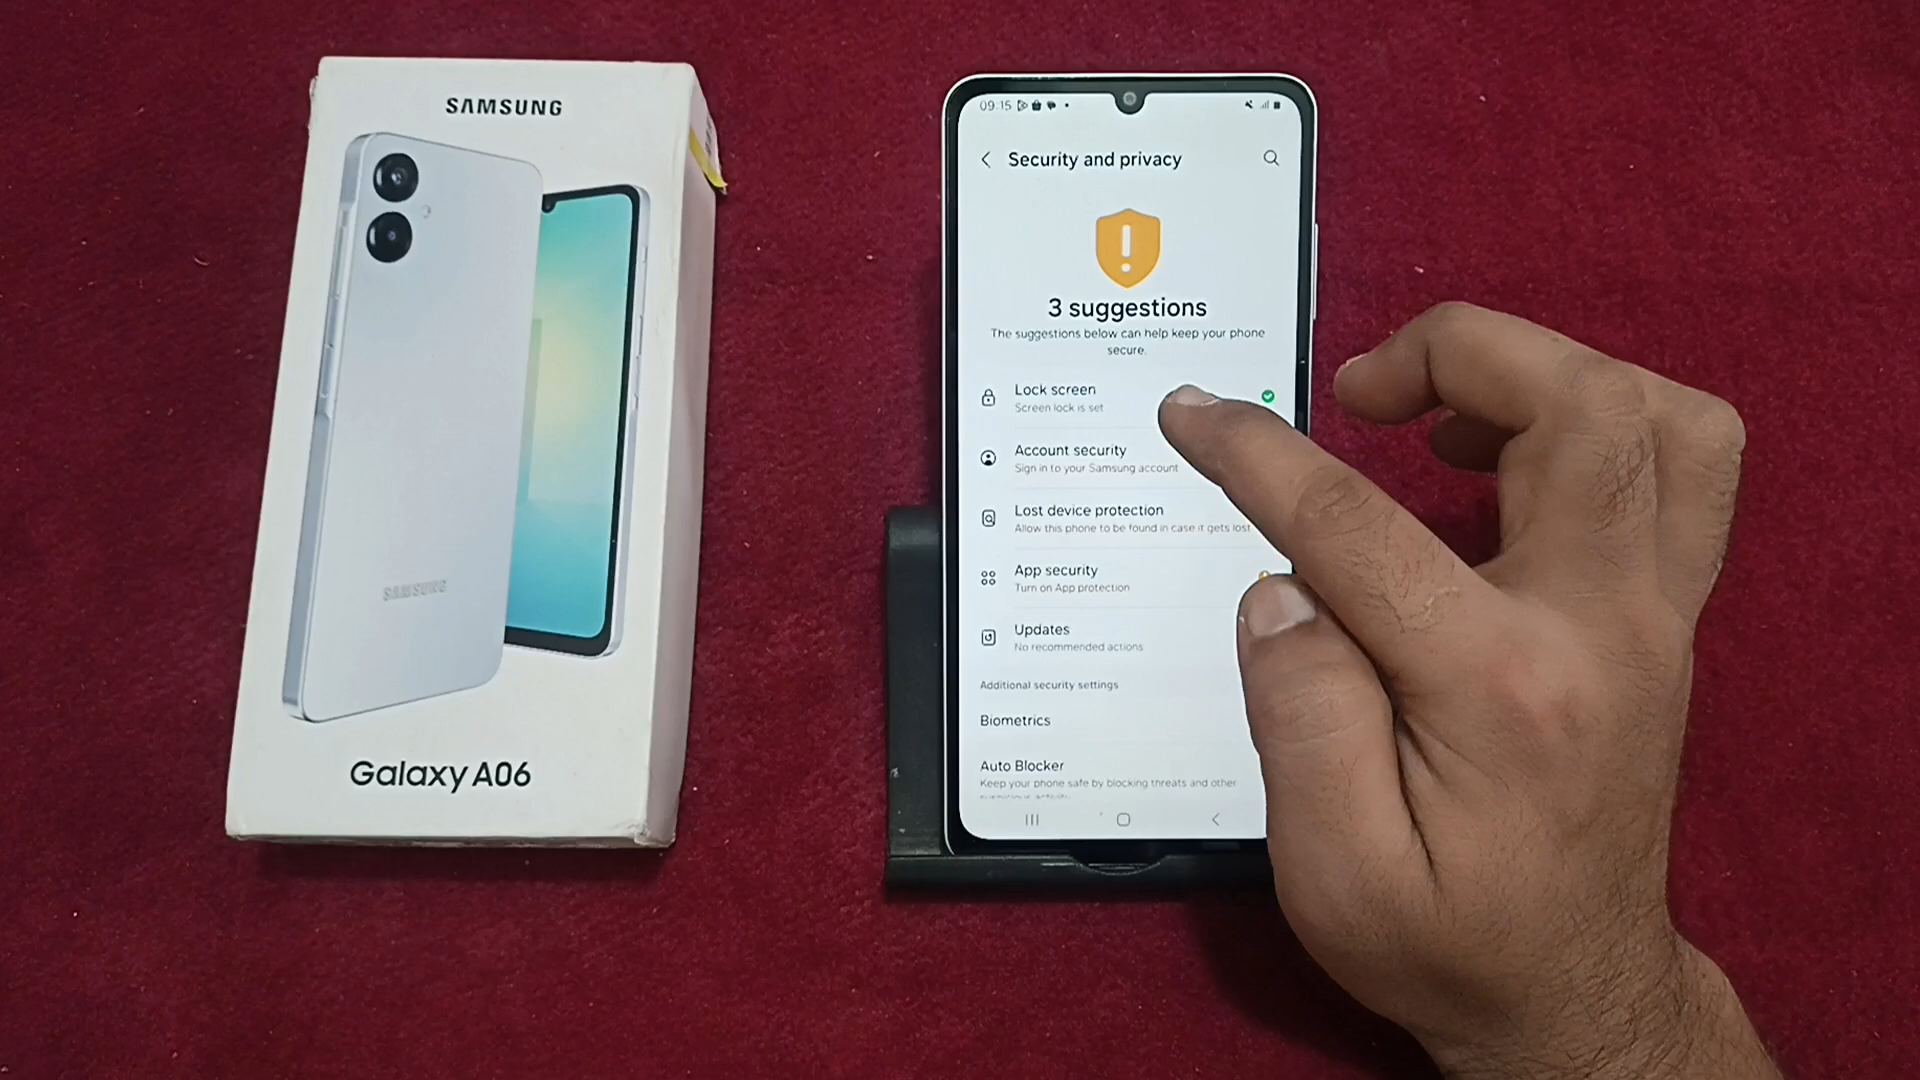 SAMSUNG
SAMSUNG
Galaxy A06
09:15
Security and privacy
3 suggestions
The suggestions below can help keep your phone
secure.
Lock screen
Screen lock is set
Account security
Sign in to your Samsung account
Lost device protection
Allow this phone to be found in case it gets lost
App security
Turn on App protection
Updates
No recommended actions
Additional security settings
Biometrics
Auto Blocker
Keep your phone safe by blocking threats and other